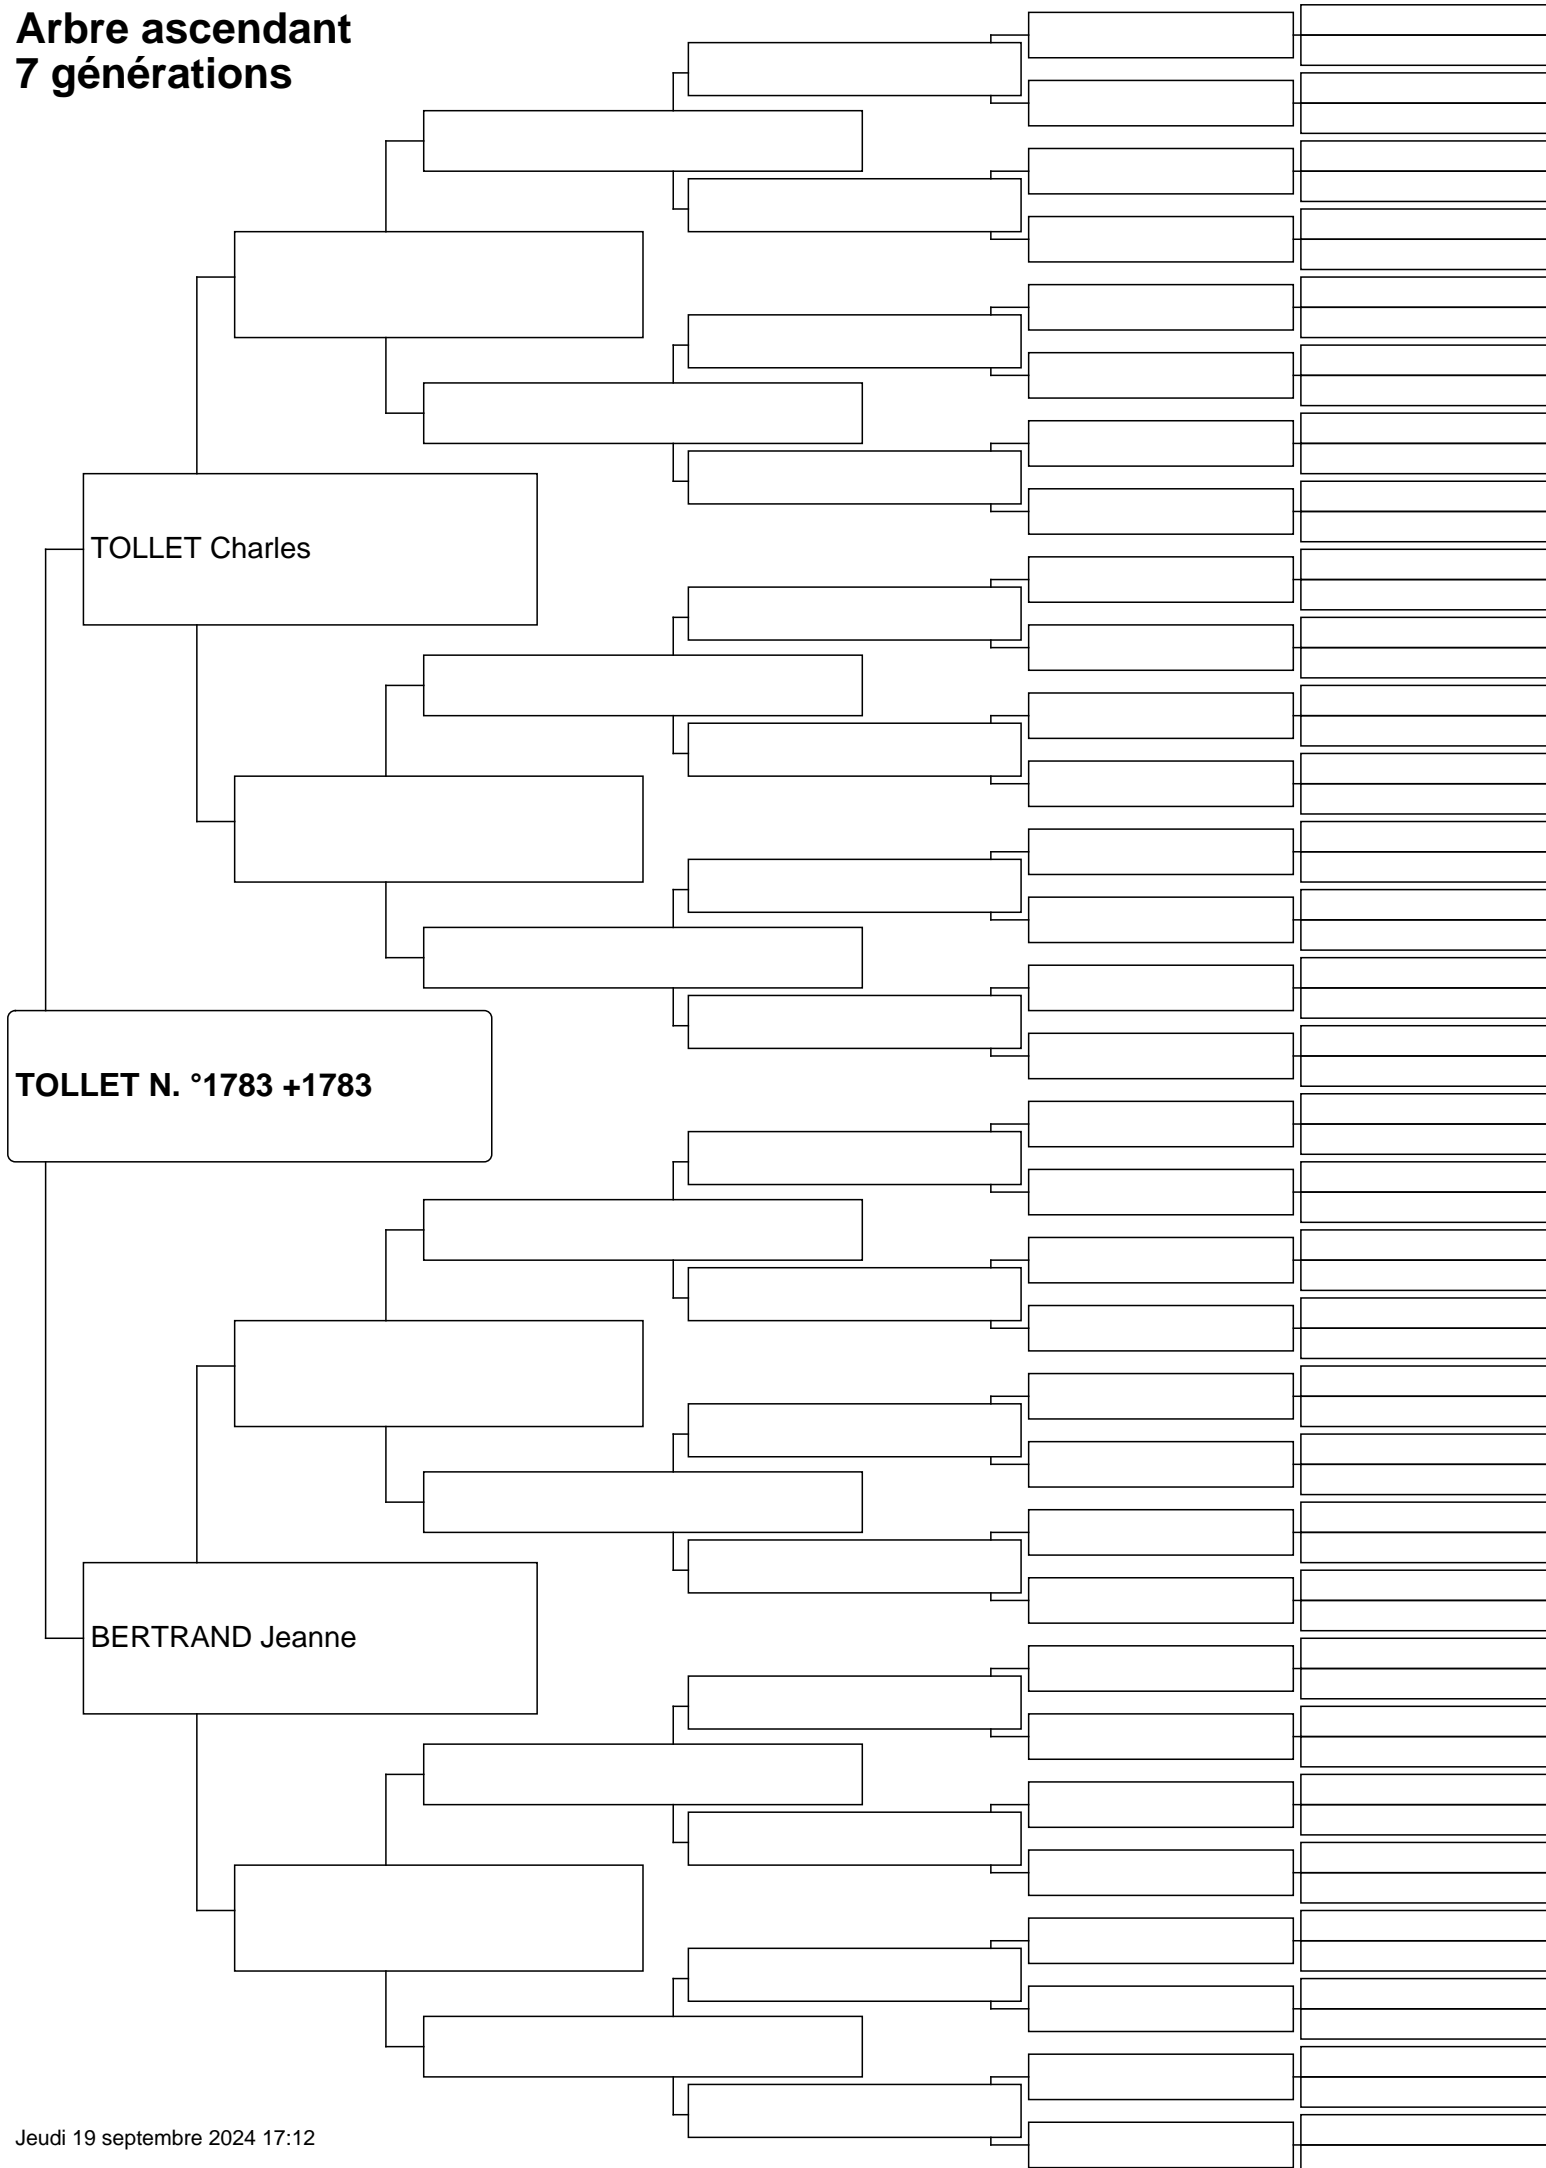 Arbre ascendant
7 générations
TOLLET Charles
TOLLET N. °1783 +1783
BERTRAND Jeanne
Jeudi 19 septembre 2024 17:12